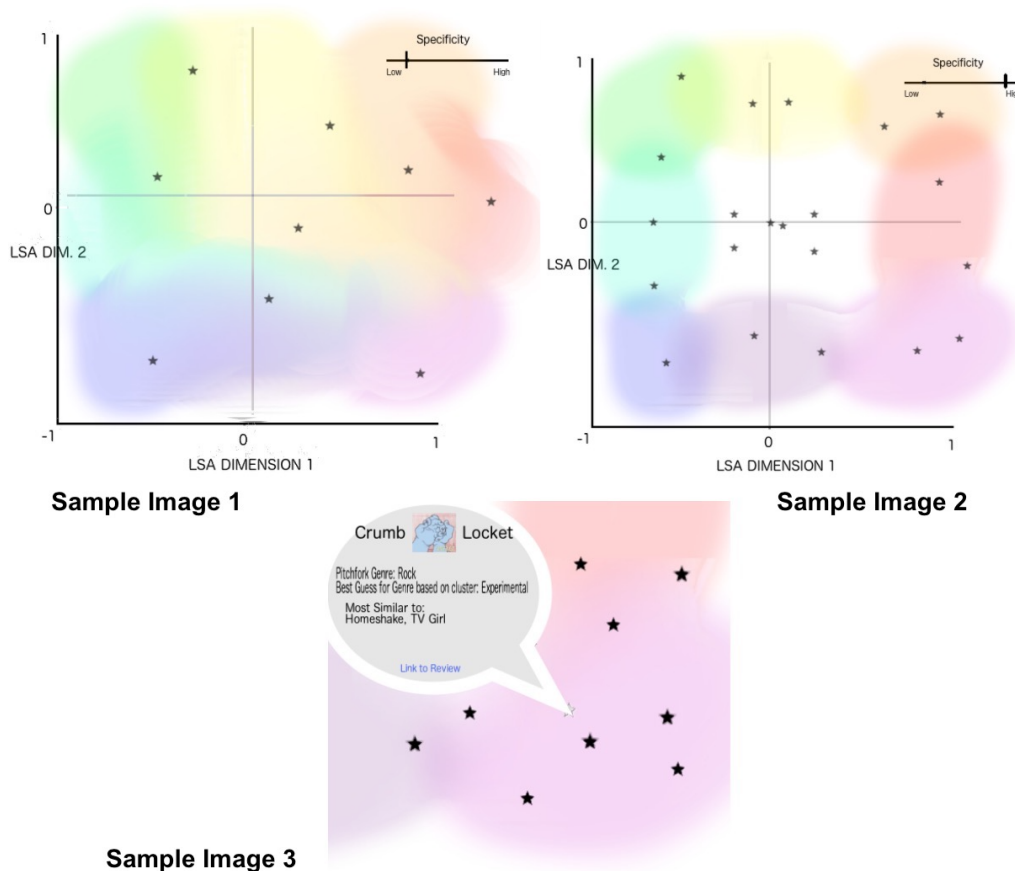 1
Specificity
Low
High
0
LSA DIM. 2
-1
0
1
LSA DIMENSION 1
Sample Image 1
1
Specificity
Low
Hig
0
LSA DIM. 2
-1
0
1
LSA DIMENSION 1
Sample Image 2
Crumb Locket
Pitchfork Genre: Rock
Best Guess for Genre based on cluster: Experimental
Most Similar to:
Homeshake, TV Girl
Link to Review
Sample Image 3